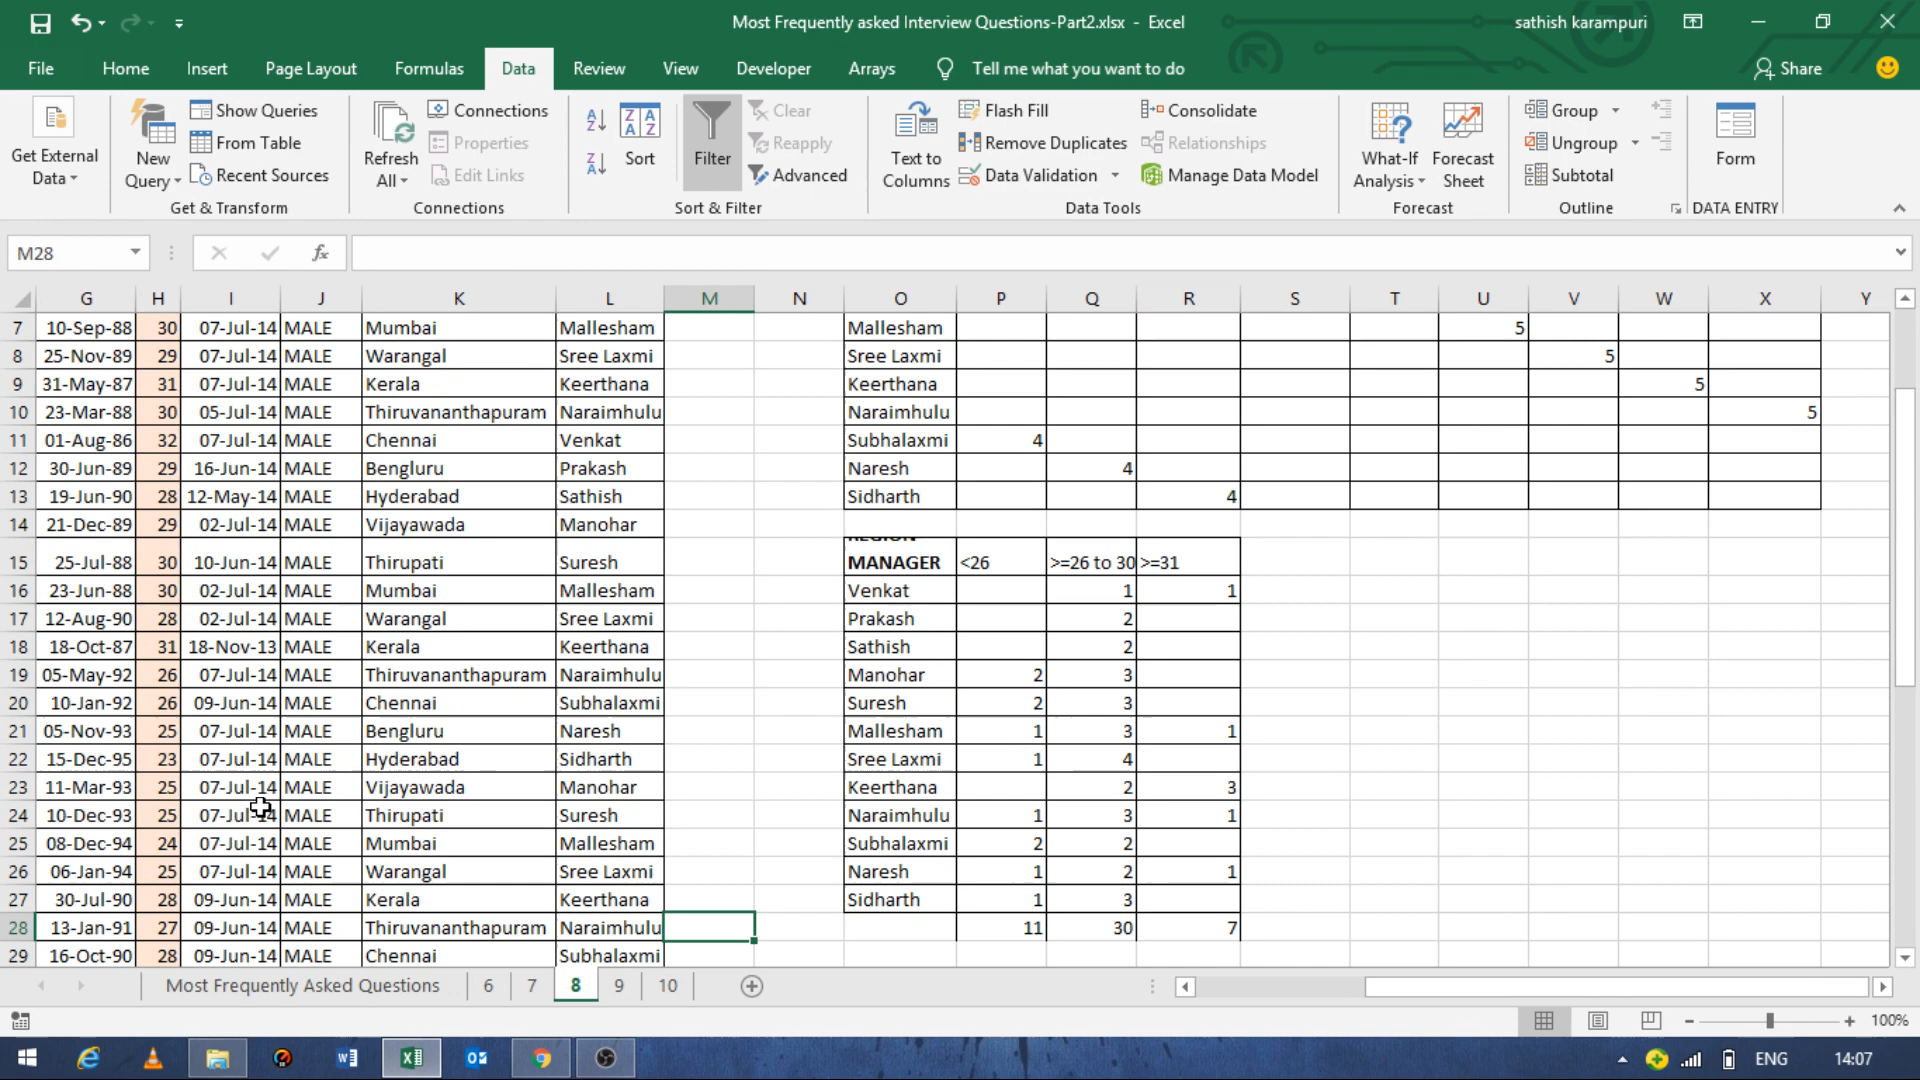 Most Frequently asked Interview Questions-Part2.xlsx - Excel
sathish karampuri
File Home Insert Page Layout Formulas Data Review View Developer Arrays Tell me what you want to do Share
Get External Data
New Query
Show Queries
From Table
Recent Sources
Get & Transform
Refresh All
Connections
Properties
Edit Links
Connections
Sort
Filter
Clear
Reapply
Advanced
Sort & Filter
Text to Columns
Flash Fill
Remove Duplicates
Data Validation
Consolidate
Relationships
Manage Data Model
Data Tools
What-If Analysis
Forecast Sheet
Forecast
Group
Ungroup
Subtotal
Outline
Form
DATA ENTRY
M28 fx
G H I J K L M N O P Q R S T U V W X Y
7 10-Sep-88 30 07-Jul-14 MALE Mumbai Mallesham Mallesham 5
8 25-Nov-89 29 07-Jul-14 MALE Warangal Sree Laxmi Sree Laxmi 5
9 31-May-87 31 07-Jul-14 MALE Kerala Keerthana Keerthana 5
10 23-Mar-88 30 05-Jul-14 MALE Thiruvananthapuram Naraimhulu Naraimhulu 5
11 01-Aug-86 32 07-Jul-14 MALE Chennai Venkat Subhalaxmi 4
12 30-Jun-89 29 16-Jun-14 MALE Bengluru Prakash Naresh 4
13 19-Jun-90 28 12-May-14 MALE Hyderabad Sathish Sidharth 4
14 21-Dec-89 29 02-Jul-14 MALE Vijayawada Manohar
15 25-Jul-88 30 10-Jun-14 MALE Thirupati Suresh REGION MANAGER <26 >=26 to 30 >=31
16 23-Jun-88 30 02-Jul-14 MALE Mumbai Mallesham Venkat 1 1
17 12-Aug-90 28 02-Jul-14 MALE Warangal Sree Laxmi Prakash 2
18 18-Oct-87 31 18-Nov-13 MALE Kerala Keerthana Sathish 2
19 05-May-92 26 07-Jul-14 MALE Thiruvananthapuram Naraimhulu Manohar 2 3
20 10-Jan-92 26 09-Jun-14 MALE Chennai Subhalaxmi Suresh 2 3
21 05-Nov-93 25 07-Jul-14 MALE Bengluru Naresh Mallesham 1 3 1
22 15-Dec-95 23 07-Jul-14 MALE Hyderabad Sidharth Sree Laxmi 1 4
23 11-Mar-93 25 07-Jul-14 MALE Vijayawada Manohar Keerthana 2 3
24 10-Dec-93 25 07-Jul-14 MALE Thirupati Suresh Naraimhulu 1 3 1
25 08-Dec-94 24 07-Jul-14 MALE Mumbai Mallesham Subhalaxmi 2 2
26 06-Jan-94 25 07-Jul-14 MALE Warangal Sree Laxmi Naresh 1 2 1
27 30-Jul-90 28 09-Jun-14 MALE Kerala Keerthana Sidharth 1 3
28 13-Jan-91 27 09-Jun-14 MALE Thiruvananthapuram Naraimhulu 11 30 7
29 16-Oct-90 28 09-Jun-14 MALE Chennai Subhalaxmi
Most Frequently Asked Questions 6 7 8 9 10
100%
ENG 14:07